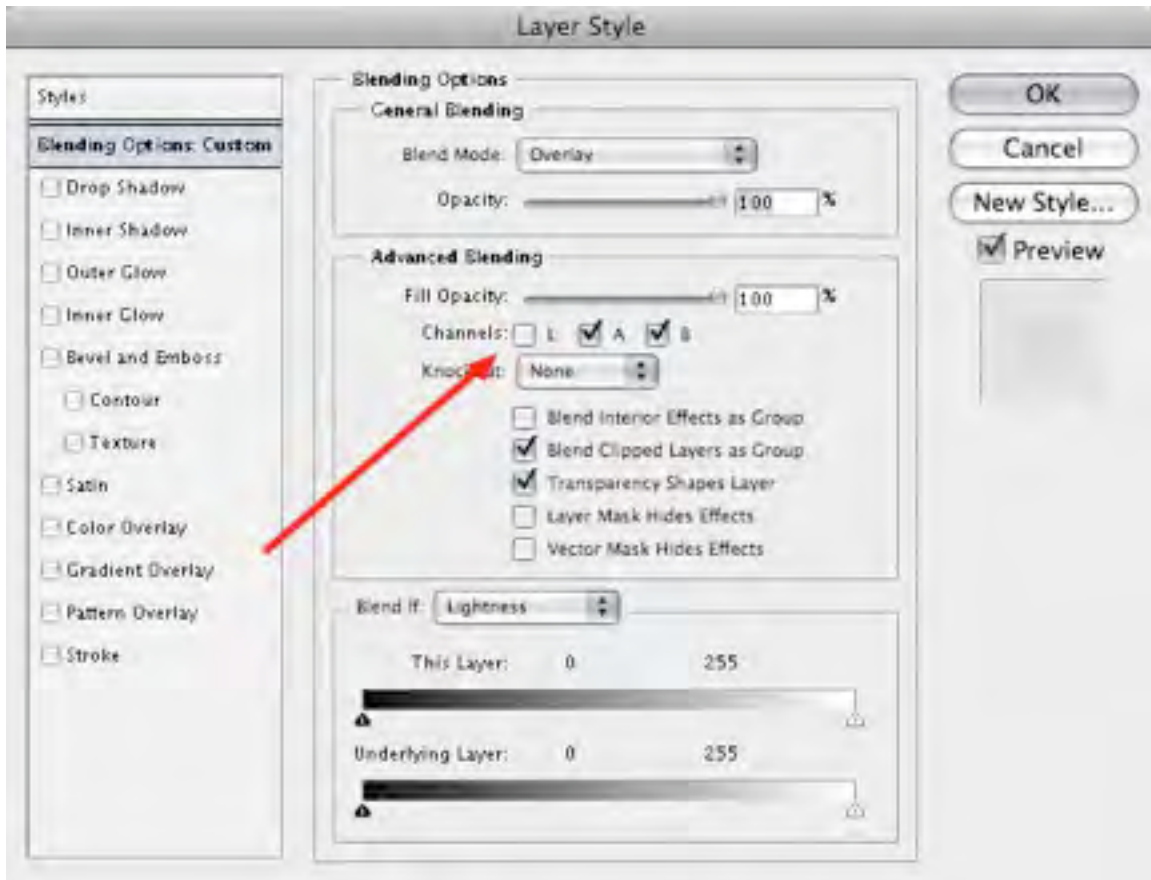 Layer Style
Styles
Blending Options: Custom
Drop Shadow
Inner Shadow
Outer Glow
Inner Glow
Bevel and Emboss
Contour
Texture
Satin
Color Overlay
Gradient Overlay
Pattern Overlay
Stroke
Blending Options
General Blending
Blend Mode: Overlay
Opacity: 100 %
Advanced Blending
Fill Opacity: 100 %
Channels: L A B
None
Blend Interior Effects as Group
Blend Clipped Layers as Group
Transparency Shapes Layer
Layer Mask Hides Effects
Vector Mask Hides Effects
Blend If: Lightness
This Layer: 0 255
Underlying Layer: 0 255
OK
Cancel
New Style...
Preview